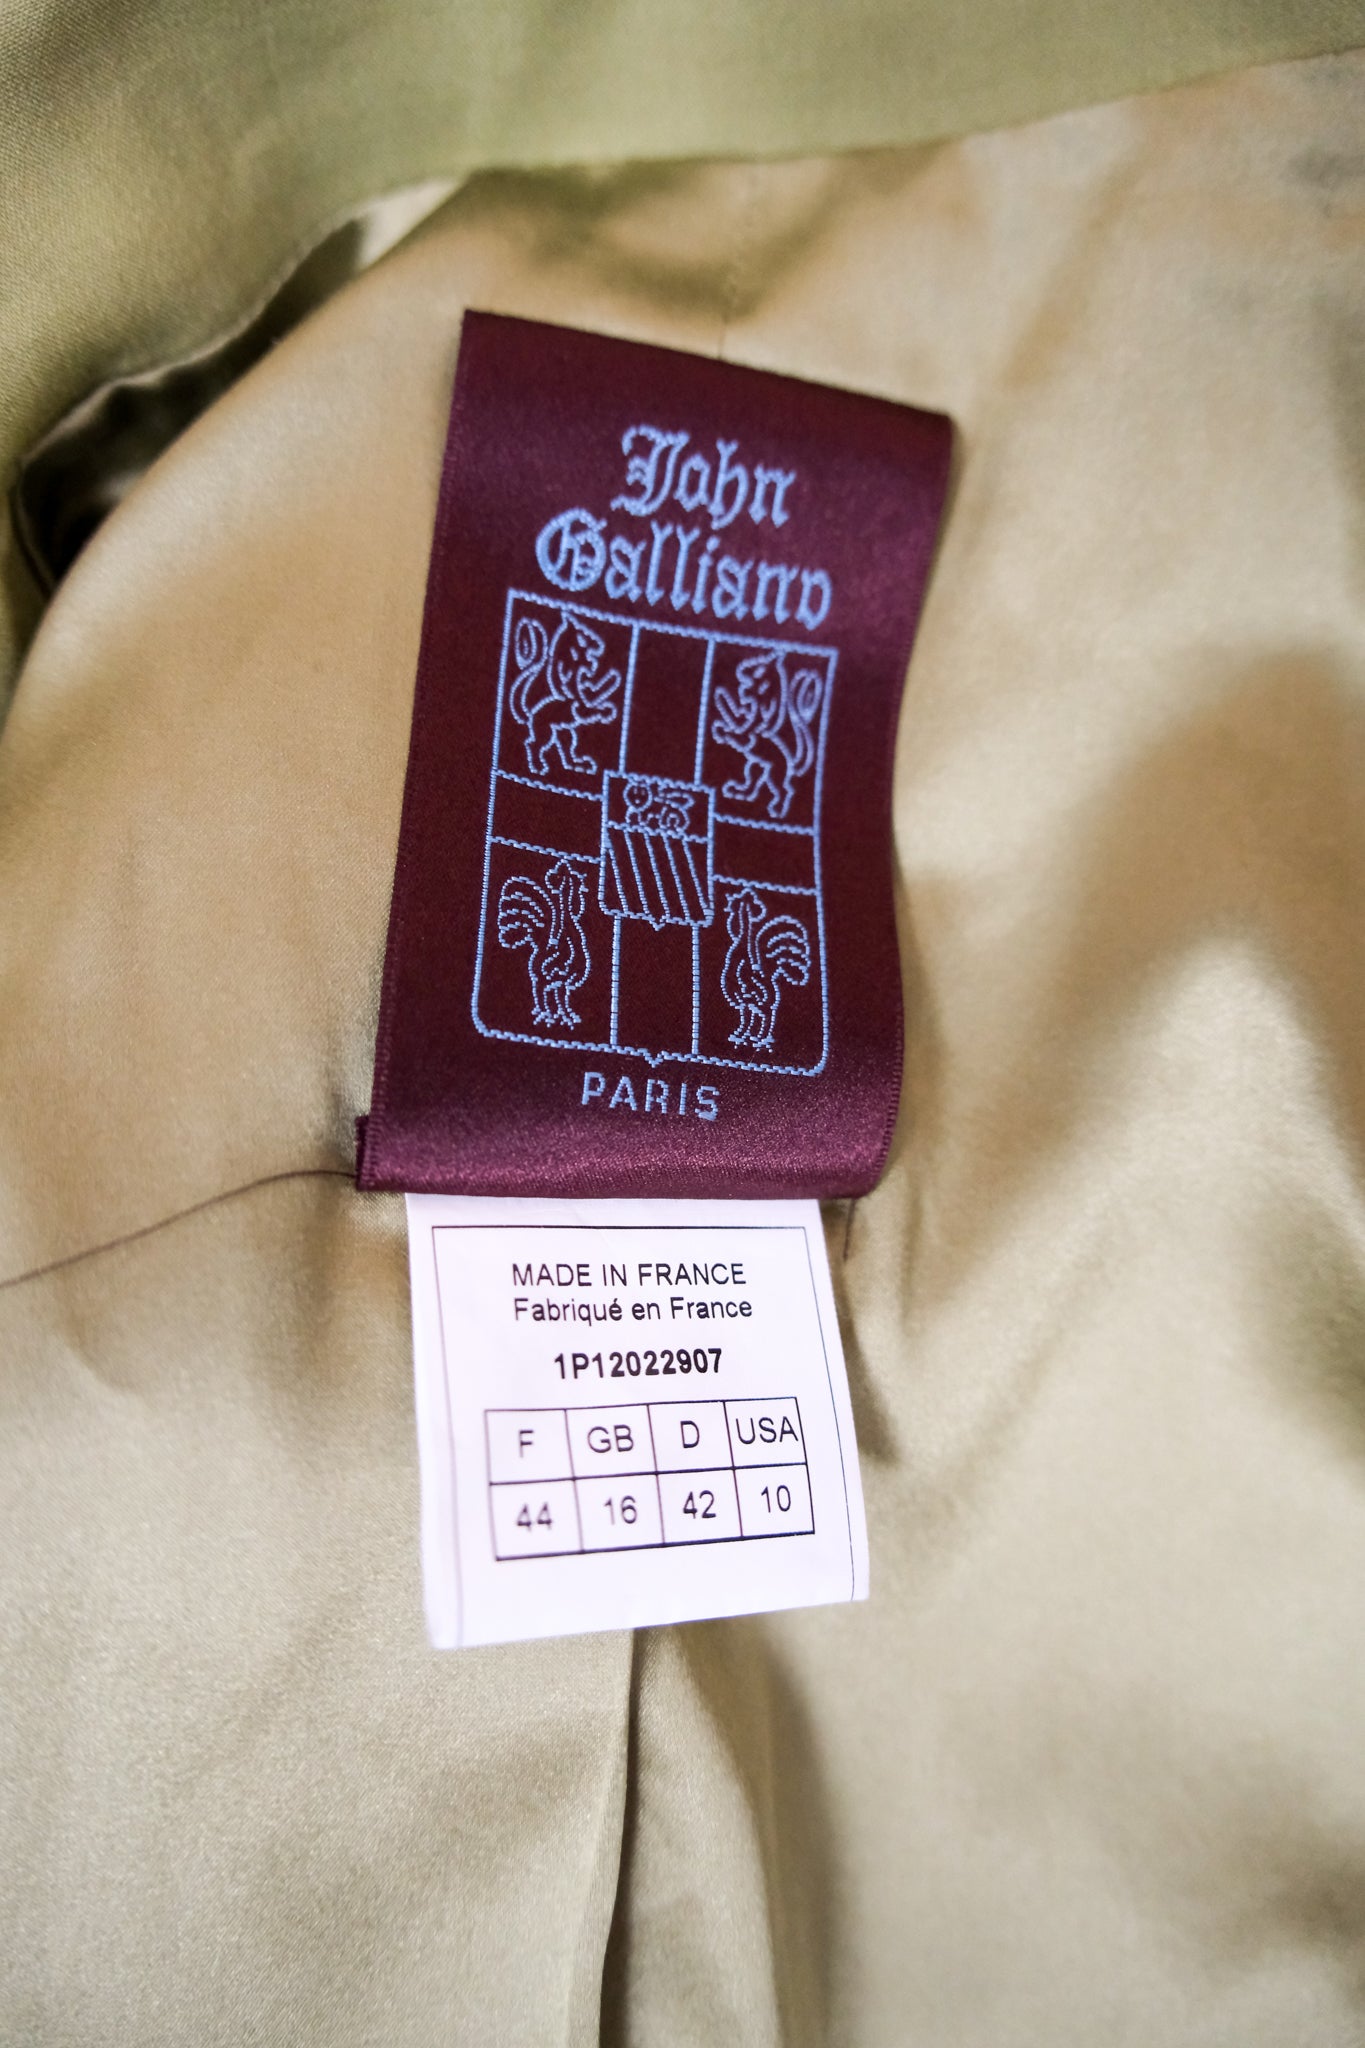 John
Galliano
PARIS
MADE IN FRANCE
Fabriqué en France
1P12022907
F GB D USA
44 16 42 10